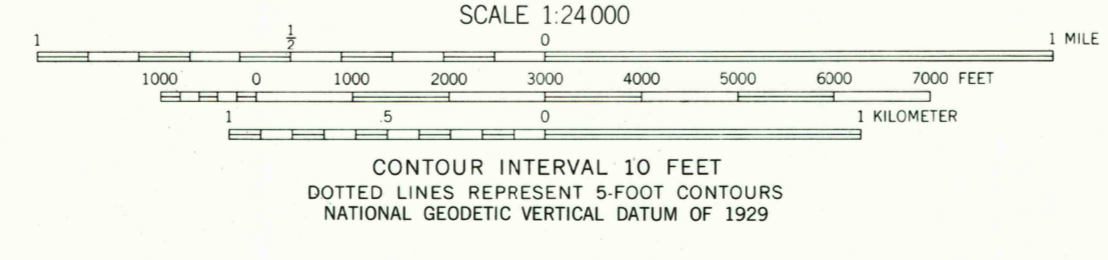 SCALE 1:24 000
1 1/2 0 1 MILE
1000 0 1000 2000 3000 4000 5000 6000 7000 FEET
1 .5 0 1 KILOMETER
CONTOUR INTERVAL 10 FEET
DOTTED LINES REPRESENT 5-FOOT CONTOURS
NATIONAL GEODETIC VERTICAL DATUM OF 1929